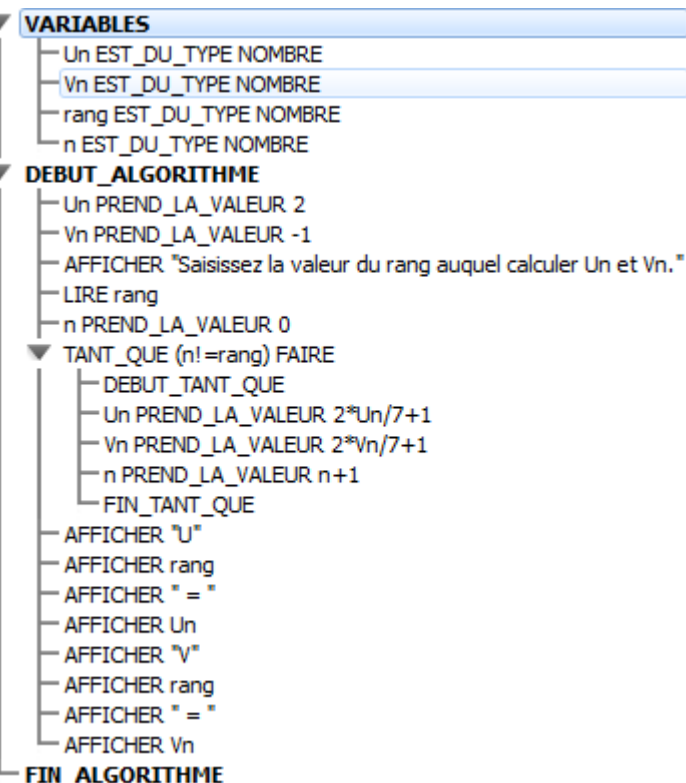 VARIABLES
Un EST_DU_TYPE NOMBRE
Vn EST_DU_TYPE NOMBRE
rang EST_DU_TYPE NOMBRE
n EST_DU_TYPE NOMBRE
DEBUT_ALGORITHME
Un PREND_LA_VALEUR 2
Vn PREND_LA_VALEUR -1
AFFICHER "Saisissez la valeur du rang auquel calculer Un et Vn."
LIRE rang
n PREND_LA_VALEUR 0
TANT_QUE (n!=rang) FAIRE
DEBUT_TANT_QUE
Un PREND_LA_VALEUR 2*Un/7+1
Vn PREND_LA_VALEUR 2*Vn/7+1
n PREND_LA_VALEUR n+1
FIN_TANT_QUE
AFFICHER "U"
AFFICHER rang
AFFICHER " = "
AFFICHER Un
AFFICHER "V"
AFFICHER rang
AFFICHER " = "
AFFICHER Vn
FIN_ALGORITHME